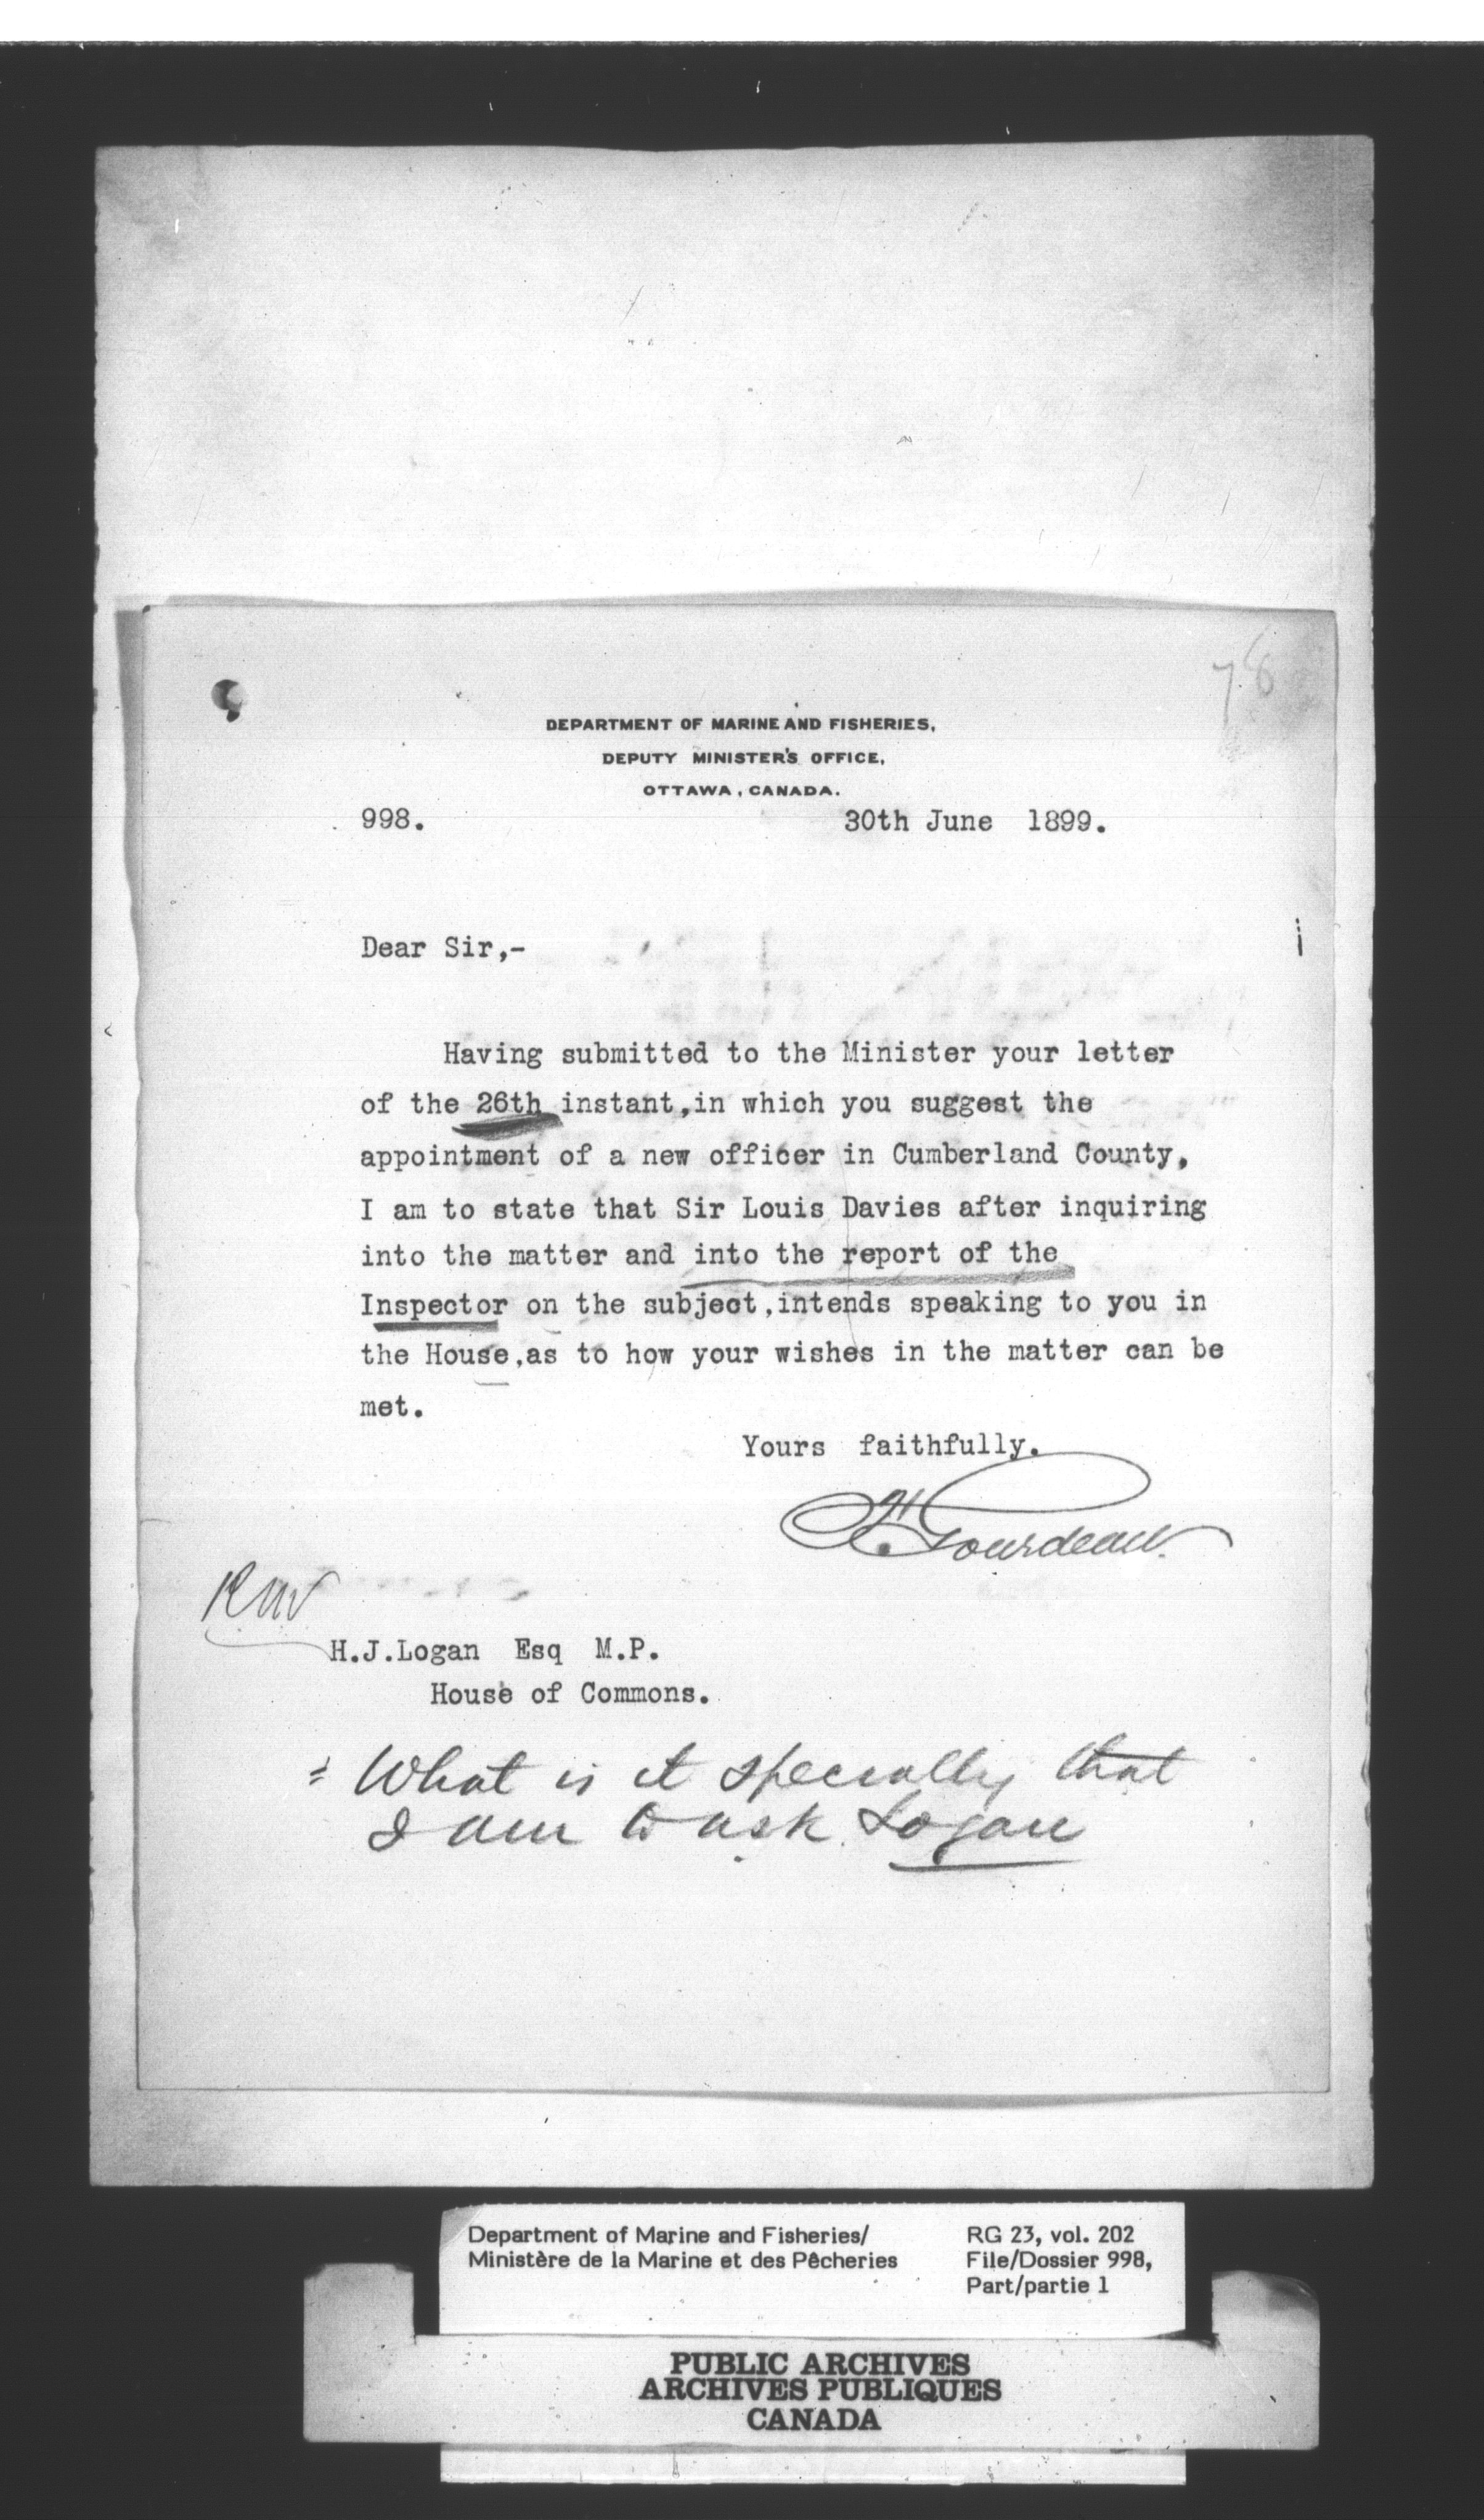 78
DEPARTMENT OF MARINE AND FISHERIES,
DEPUTY MINISTER'S OFFICE,
OTTAWA, CANADA.
998. 30th June 1899.
Dear Sir,-
Having submitted to the Minister your letter
of the 26th instant,in which you suggest the
appointment of a new officer in Cumberland County,
I am to state that Sir Louis Davies after inquiring
into the matter and into the report of the
Inspector on the subject,intends speaking to you in
the House,as to how your wishes in the matter can be
met.
Yours faithfully.
F. Gourdeau.
H.J.Logan Esq M.P.
House of Commons.
What is it specially that
I am to ask Logan
Department of Marine and Fisheries/ RG 23, vol. 202
Ministère de la Marine et des Pêcheries File/Dossier 998,
Part/partie 1
PUBLIC ARCHIVES
ARCHIVES PUBLIQUES
CANADA